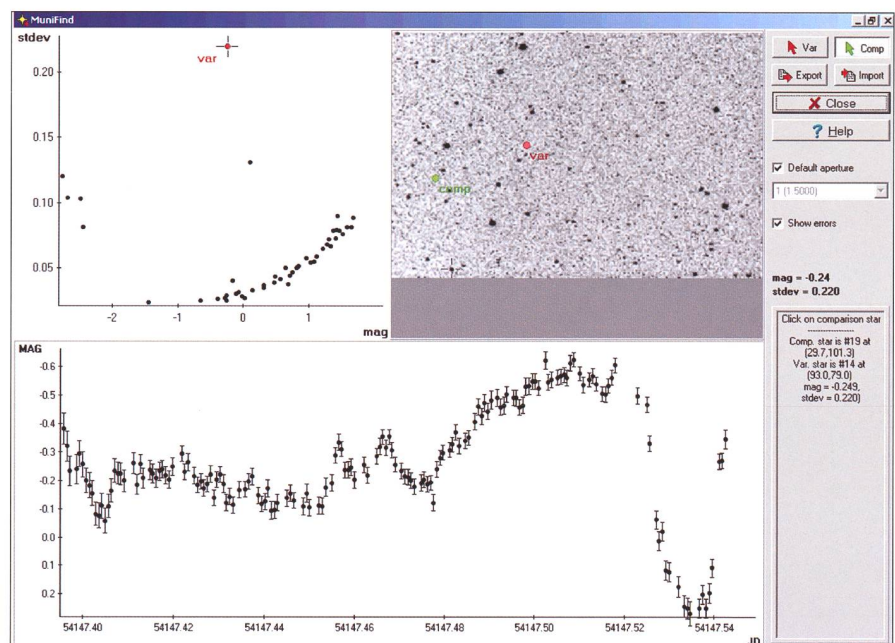 MuniFind
stdev
0.20
0.15
0.10
0.05
-2
-1
0
1
mag
var
var
comp
Var
Comp
Export
Import
Close
Help
Default aperture
1 (1.5000)
Show errors
mag = -0.24
stdev = 0.220
Click on comparison star
------------------
Comp. star is #19 at
(29.7,101.3)
Var. star is #14 at
(93.0,79.0)
mag = -0.249,
stdev = 0.220)
MAG
-0.6
-0.5
-0.4
-0.3
-0.2
-0.1
0.0
0.1
0.2
54147.40
54147.42
54147.44
54147.46
54147.48
54147.50
54147.52
54147.54